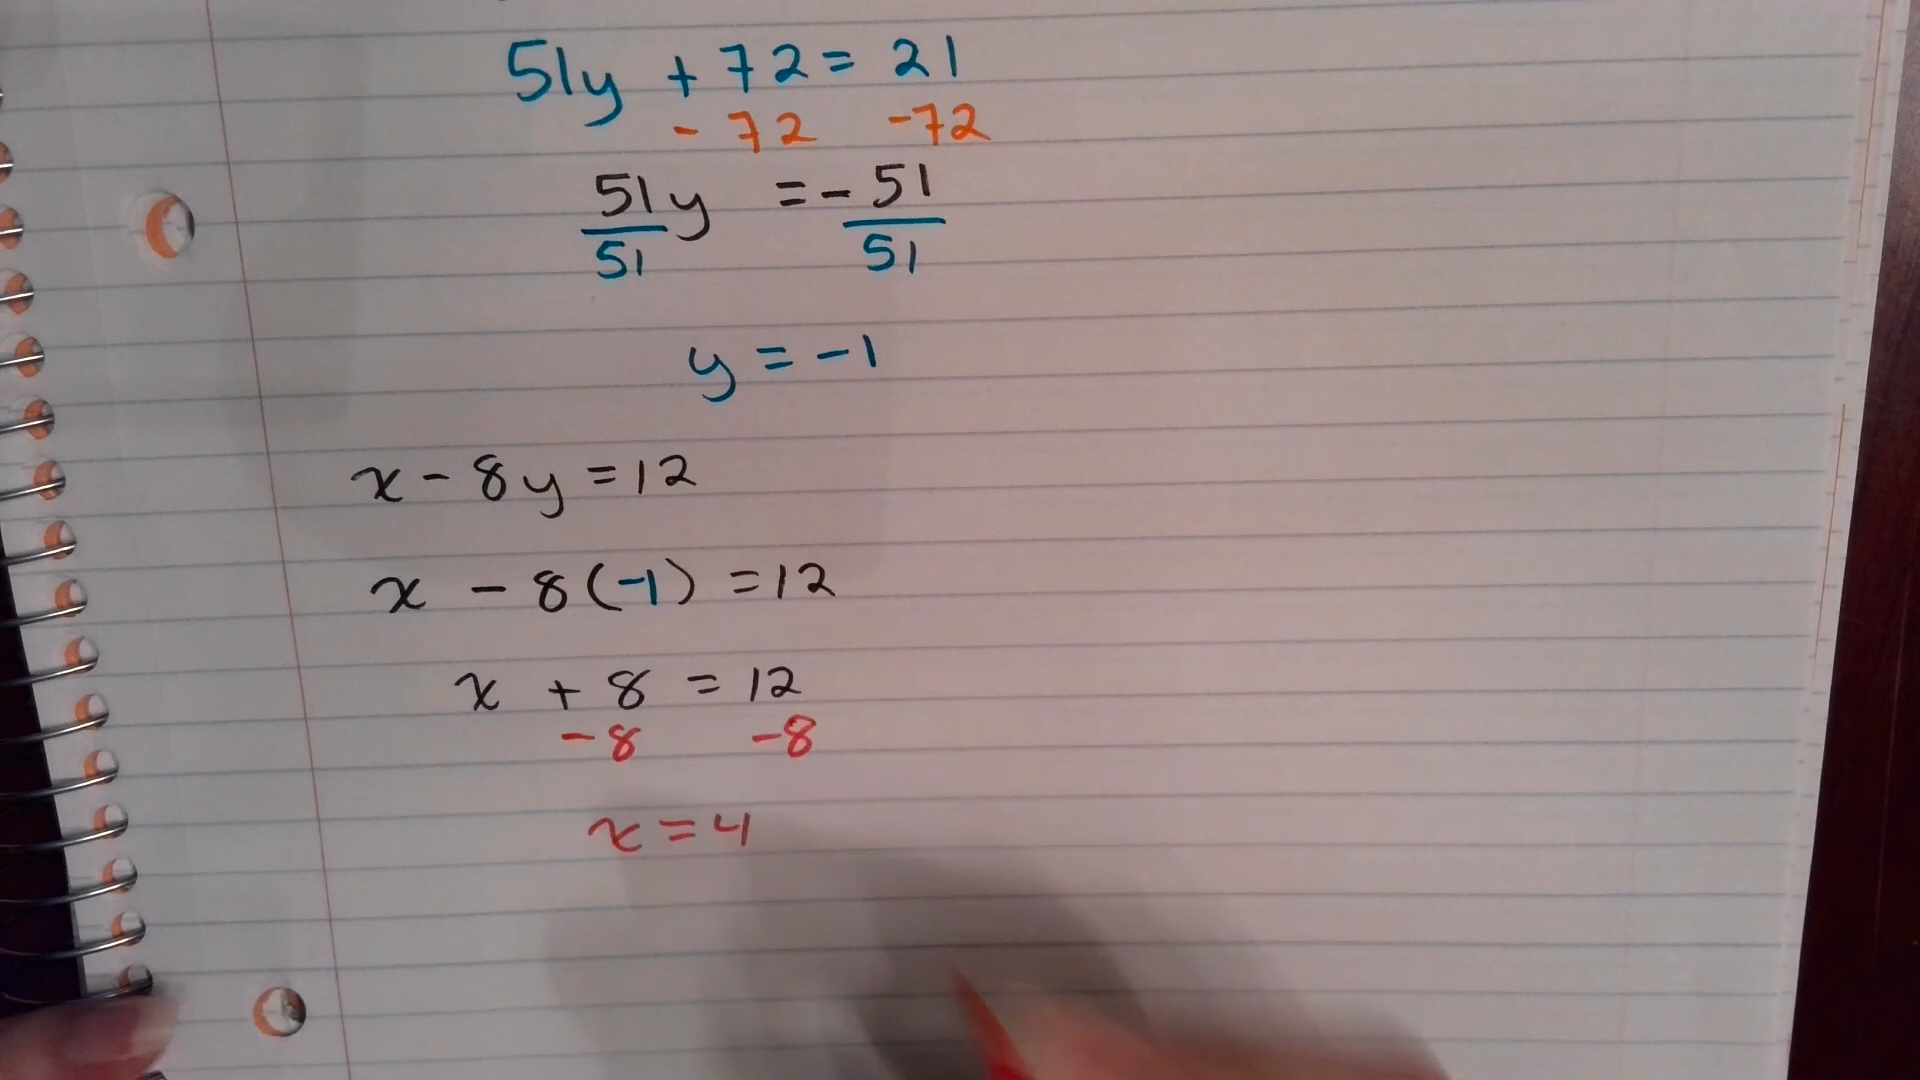 51y + 72 = 21
- 72 -72
51y = - 51
51 51
y = -1
x - 8y = 12
x - 8(-1) = 12
x + 8 = 12
-8 -8
x = 4